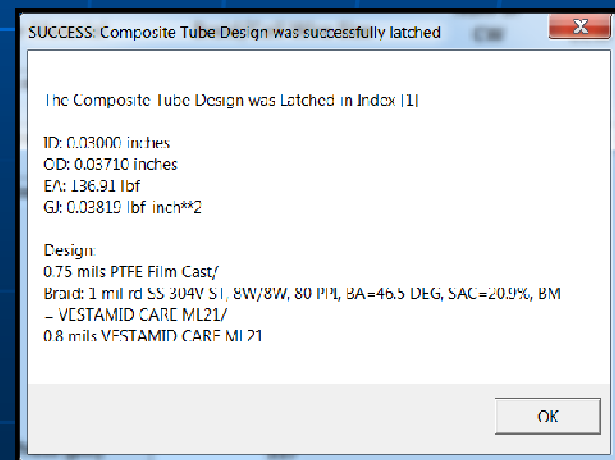 SUCCESS: Composite Tube Design was successfully latched
CW
X
The Composite Tube Design was Latched in Index [1]
ID: 0.03000 inches
OD: 0.03710 inches
EA: 136.91 lbf
GJ: 0.03819 lbf-inch**2
Design:
0.75 mils PTFE Film Cast/
Braid: 1 mil rd SS 304V ST, 8W/8W, 80 PPI, BA=46.5 DEG, SAC=20.9%, BM
= VESTAMID CARE ML21/
0.8 mils VESTAMID CARE ML21
OK